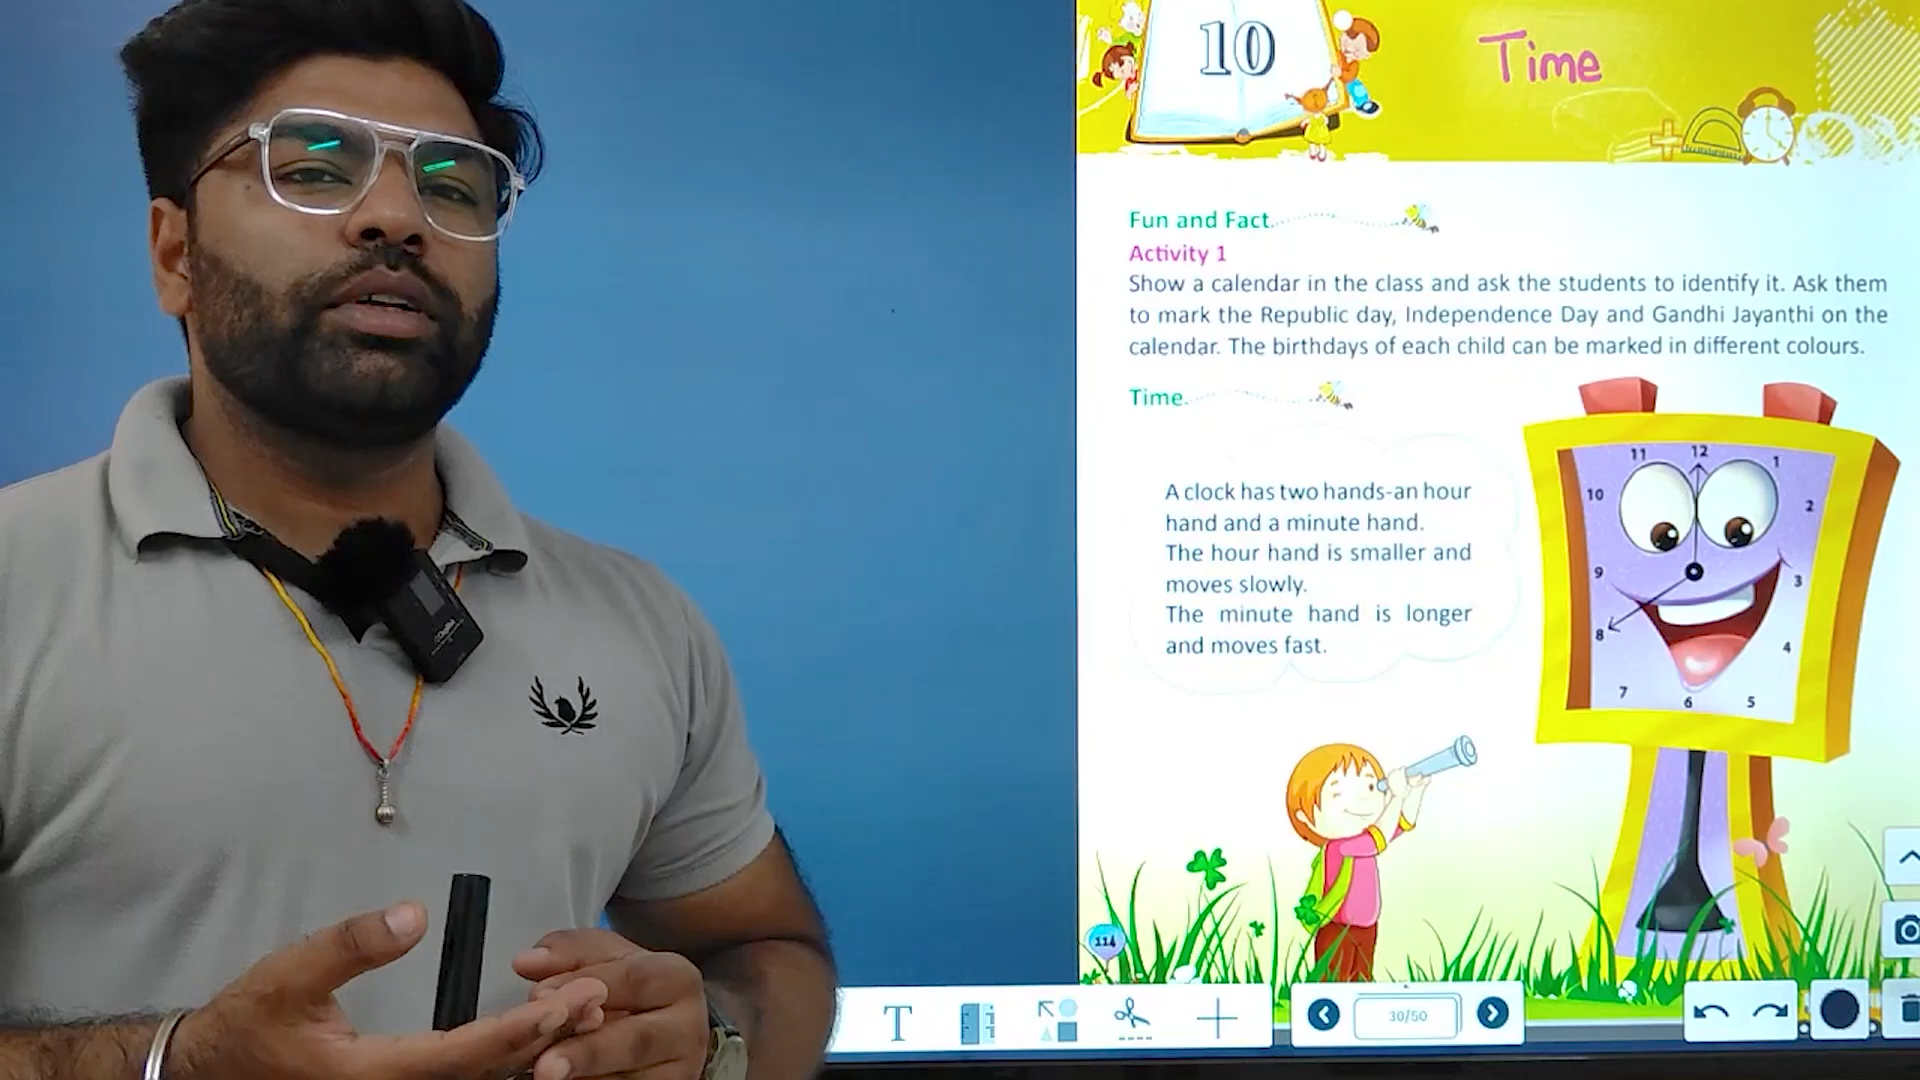 10
Time
Fun and Fact
Activity 1
Show a calendar in the class and ask the students to identify it. Ask them
to mark the Republic day, Independence Day and Gandhi Jayanthi on the
calendar. The birthdays of each child can be marked in different colours.
Time
A clock has two hands-an hour
hand and a minute hand.
The hour hand is smaller and
moves slowly.
The minute hand is longer
and moves fast.
11 12 1
10 2
9 3
8 4
7 6 5
114
T
30/50